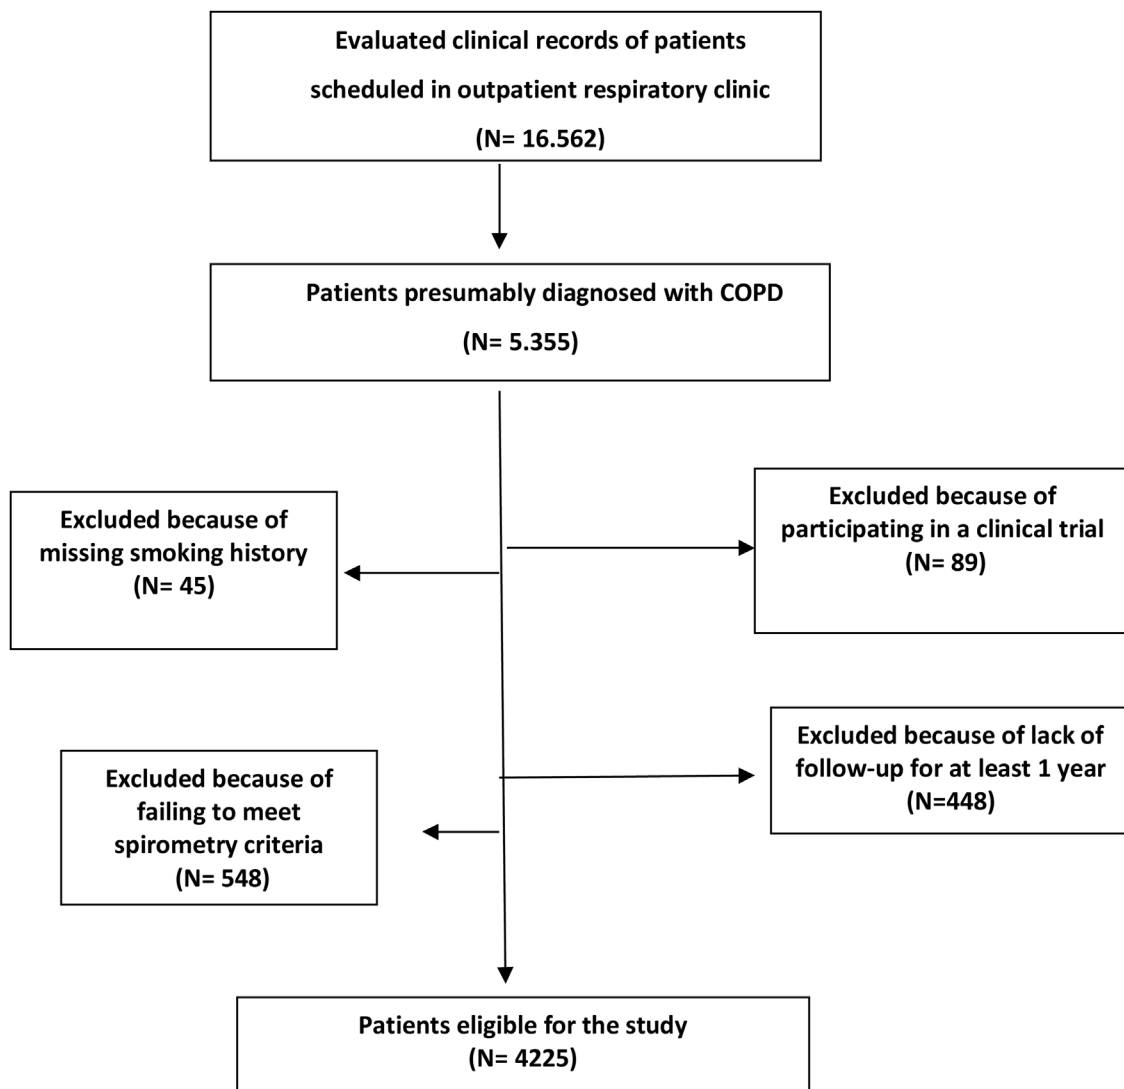 Evaluated clinical records of patients
scheduled in outpatient respiratory clinic
(N= 16.562)
Patients presumably diagnosed with COPD
(N= 5.355)
Excluded because of
participating in a clinical trial
(N= 89)
Excluded because of
missing smoking history
(N= 45)
Excluded because of lack of
follow-up for at least 1 year
(N=448)
Excluded because of
failing to meet
spirometry criteria
(N= 548)
Patients eligible for the study
(N= 4225)